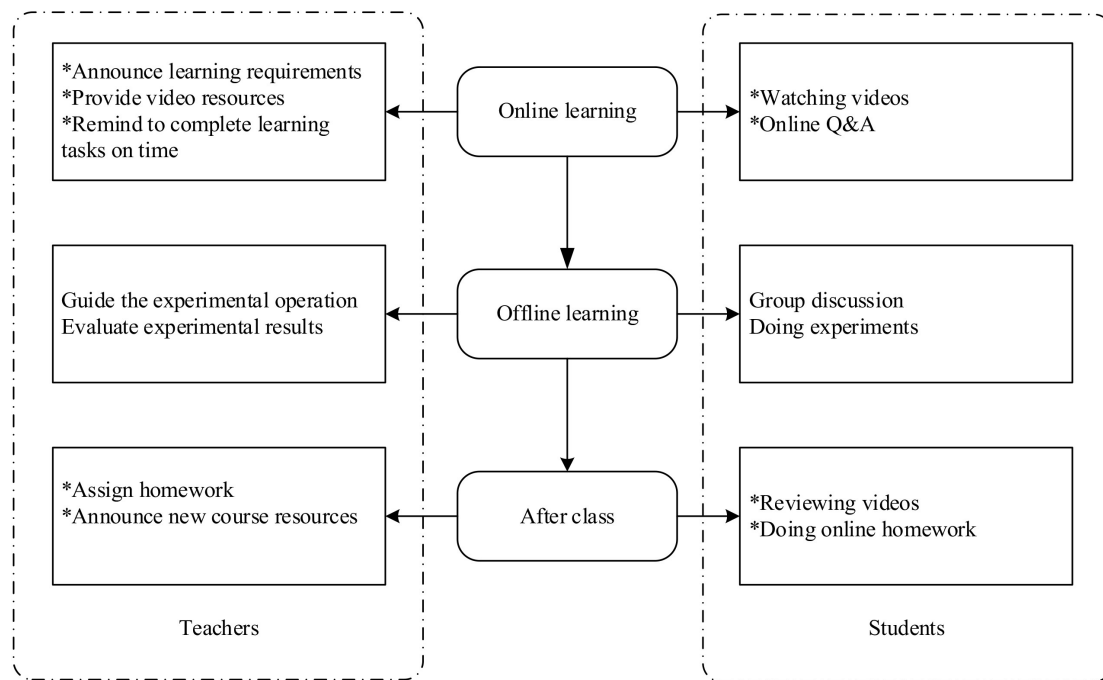 *Announce learning requirements
*Provide video resources
*Remind to complete learning
tasks on time
Online learning
*Watching videos
*Online Q&A
Guide the experimental operation
Evaluate experimental results
Offline learning
Group discussion
Doing experiments
*Assign homework
*Announce new course resources
After class
*Reviewing videos
*Doing online homework
Teachers
Students